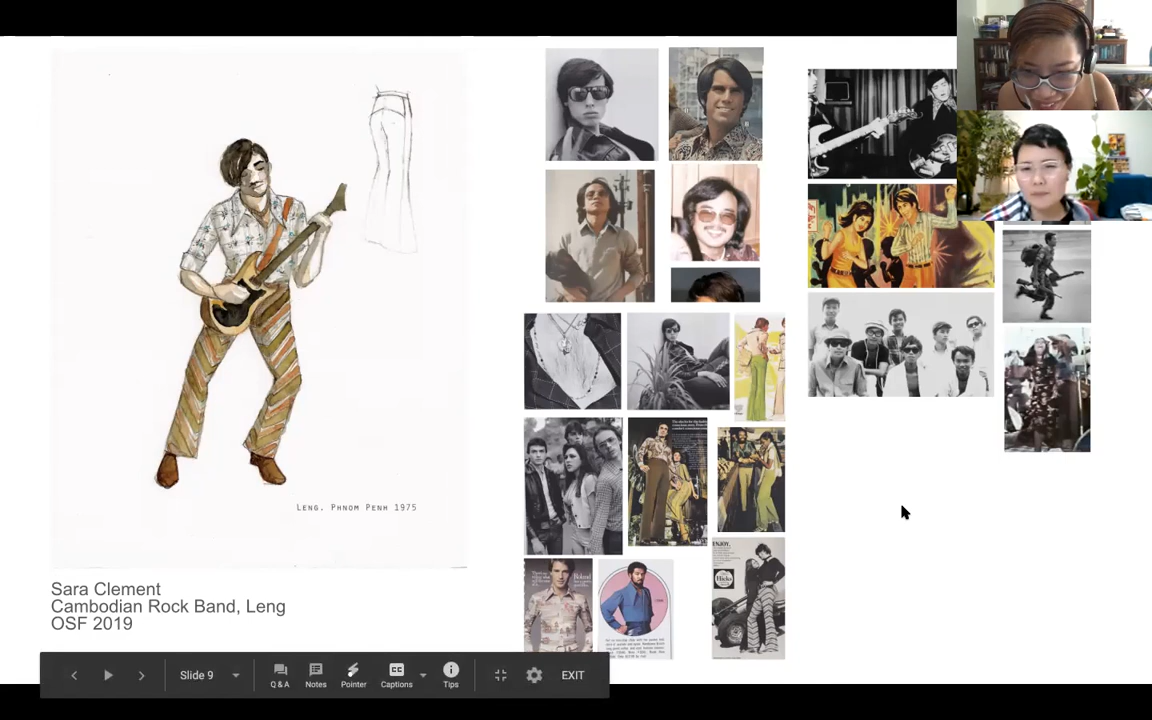 LENG. PHNOM PENH 1975
Sara Clement
Cambodian Rock Band, Leng
OSF 2019
ENJOY.
Hicks
Slide 9
Q & A
Notes
Pointer
Captions
Tips
EXIT